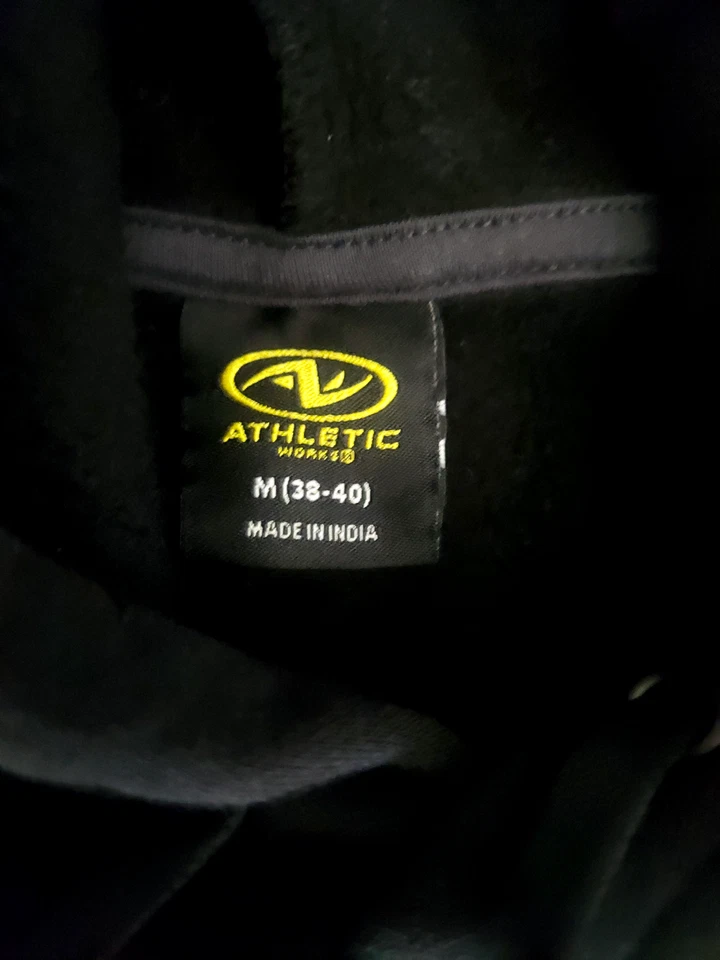 ATHLETIC
WORKS®
M (38-40)
MADE IN INDIA